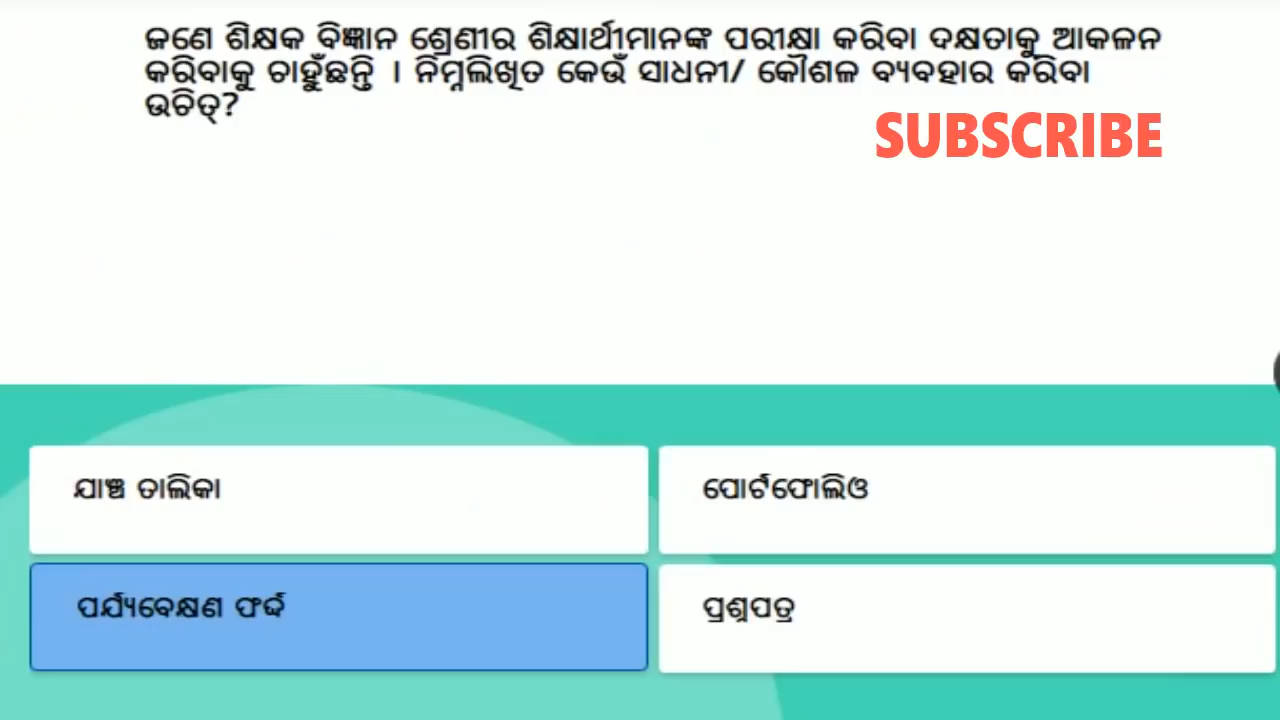 ଜଣେ ଶିକ୍ଷକ ବିଜ୍ଞାନ ଶ୍ରେଣୀର ଶିକ୍ଷାର୍ଥୀମାନଙ୍କ ପରୀକ୍ଷା କରିବା ଦକ୍ଷତାକୁ ଆକଳନ
କରିବାକୁ ଚାହୁଁଛନ୍ତି । ନିମ୍ନଲିଖିତ କେଉଁ ସାଧନୀ/ କୌଶଳ ବ୍ୟବହାର କରିବା
ଉଚିତ୍?
SUBSCRIBE
ଯାଞ୍ଚ ତାଲିକା
ପୋର୍ଟଫୋଲିଓ
ପର୍ଯ୍ୟବେକ୍ଷଣ ଫର୍ଦ୍ଦ
ପ୍ରଶ୍ନପତ୍ର